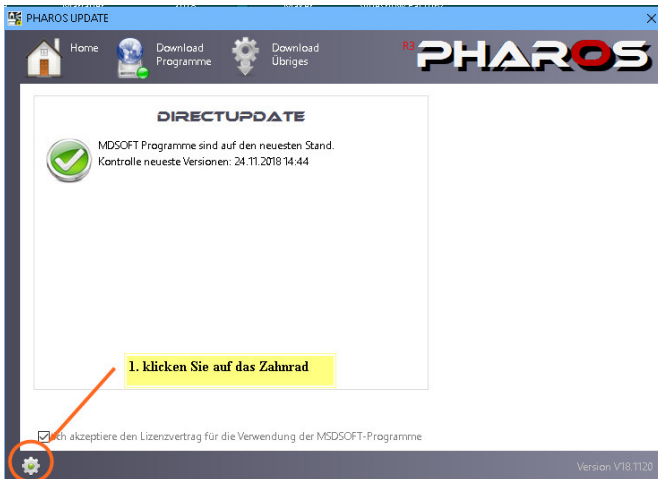 PHAROS UPDATE
Home
Download
Programme
Download
Übriges
R3 PHAROS
DIRECTUPDATE
MDSOFT Programme sind auf den neuesten Stand.
Kontrolle neueste Versionen: 24.11.2018 14:44
1. klicken Sie auf das Zahnrad
Ich akzeptiere den Lizenzvertrag für die Verwendung der MSDSOFT-Programme
Version V18.1120